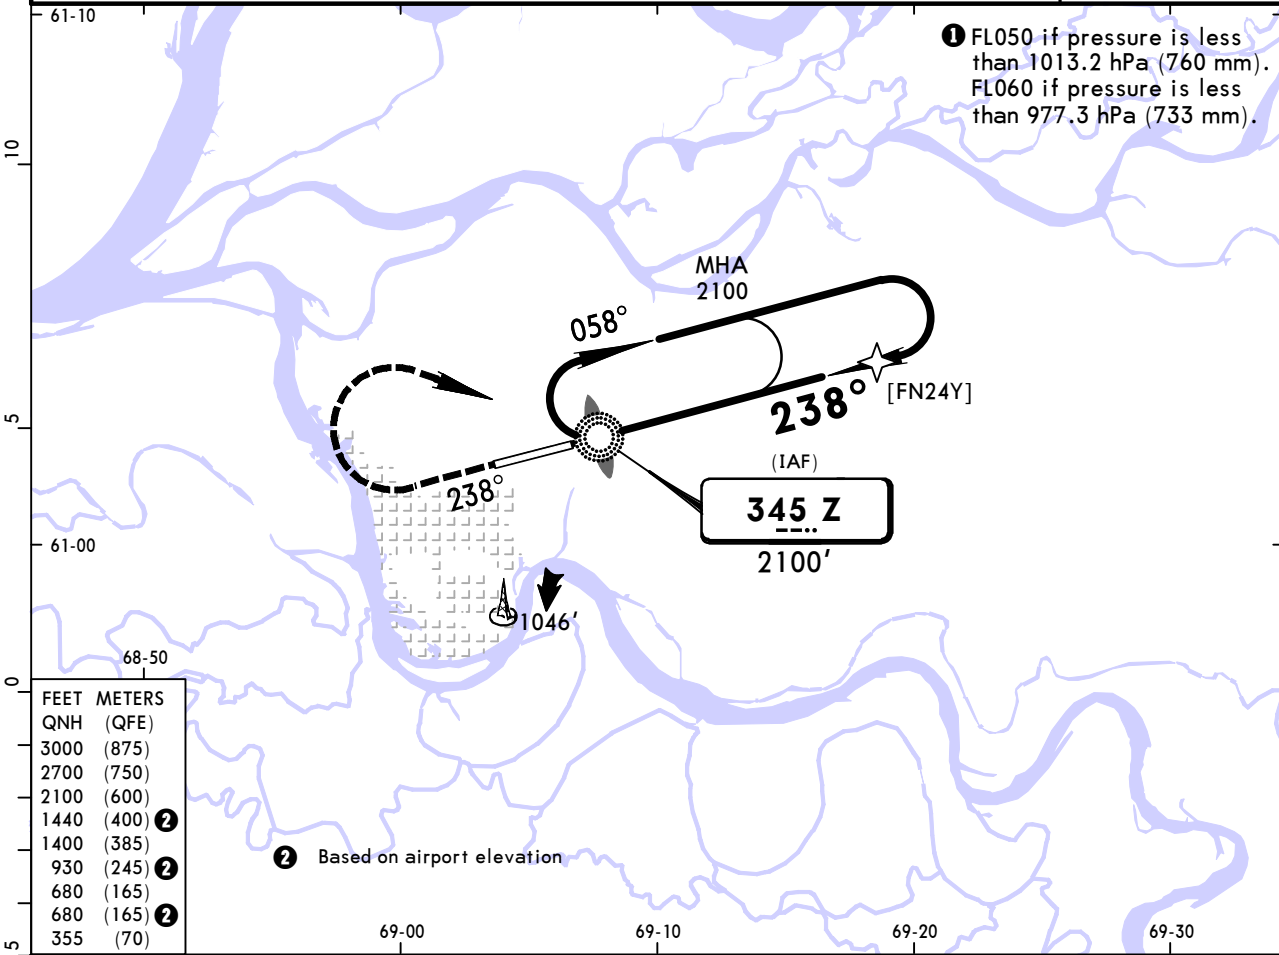 61-10
❶ FL050 if pressure is less
than 1013.2 hPa (760 mm).
FL060 if pressure is less
than 977.3 hPa (733 mm).
10
MHA
2100
058°
238°
[FN24Y]
5
(IAF)
238°
345 Z
2100'
61-00
1046'
68-50
0
FEET METERS
QNH (QFE)
3000 (875)
2700 (750)
2100 (600)
1440 (400) ❷
1400 (385)
930 (245) ❷
680 (165)
680 (165) ❷
355 (70)
❷ Based on airport elevation
5
69-00
69-10
69-20
69-30